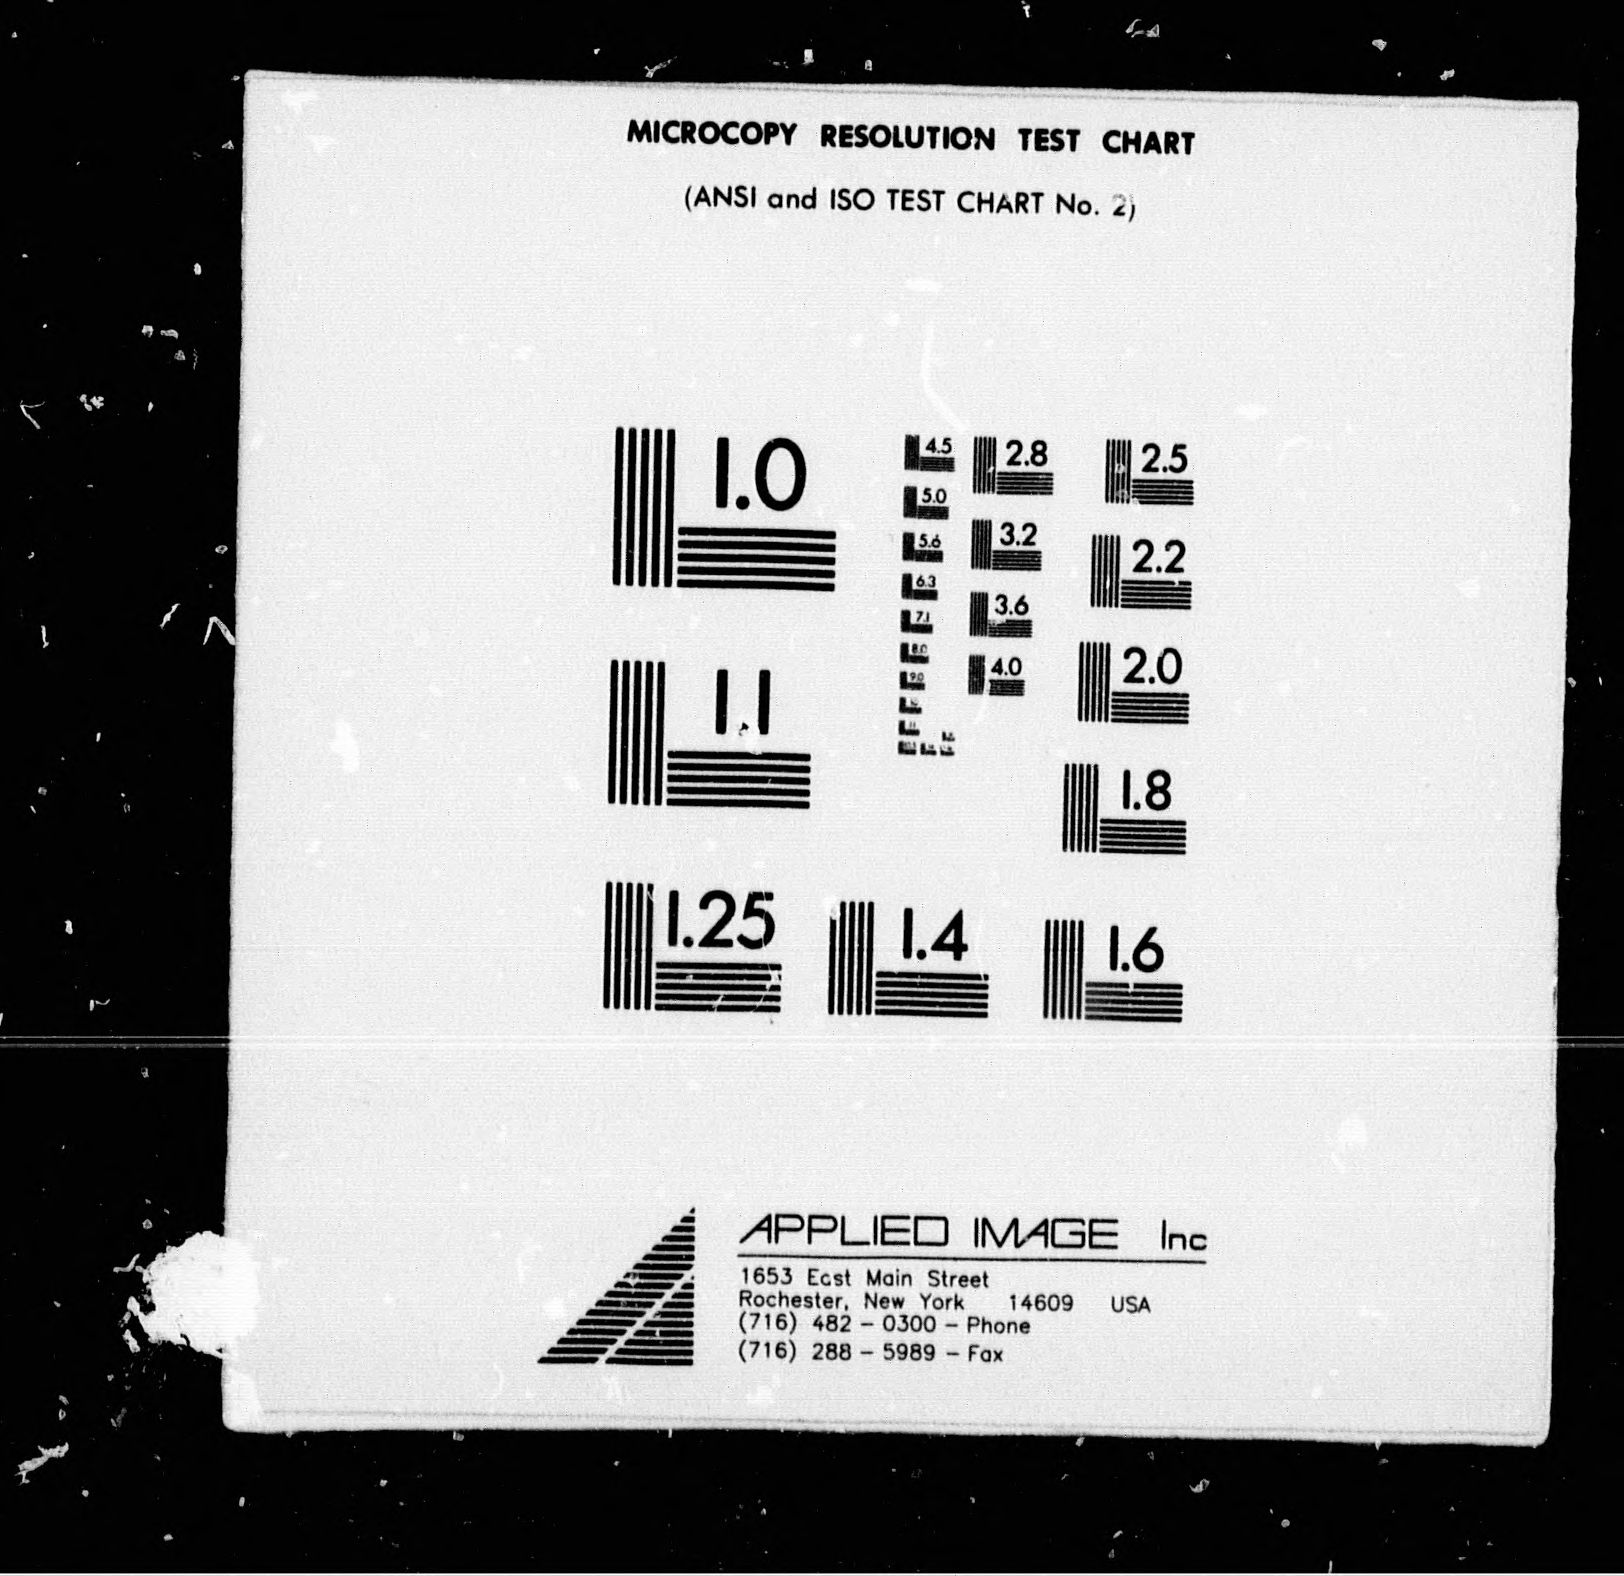 MICROCOPY RESOLUTION TEST CHART
(ANSI and ISO TEST CHART No. 2)
1.0
1.1
1.25
1.4
1.6
1.8
2.0
2.2
2.5
2.8
3.2
3.6
4.0
4.5
5.0
5.6
6.3
7.1
8.0
9.0
APPLIED IMAGE Inc
1653 East Main Street
Rochester, New York 14609 USA
(716) 482 - 0300 - Phone
(716) 288 - 5989 - Fax